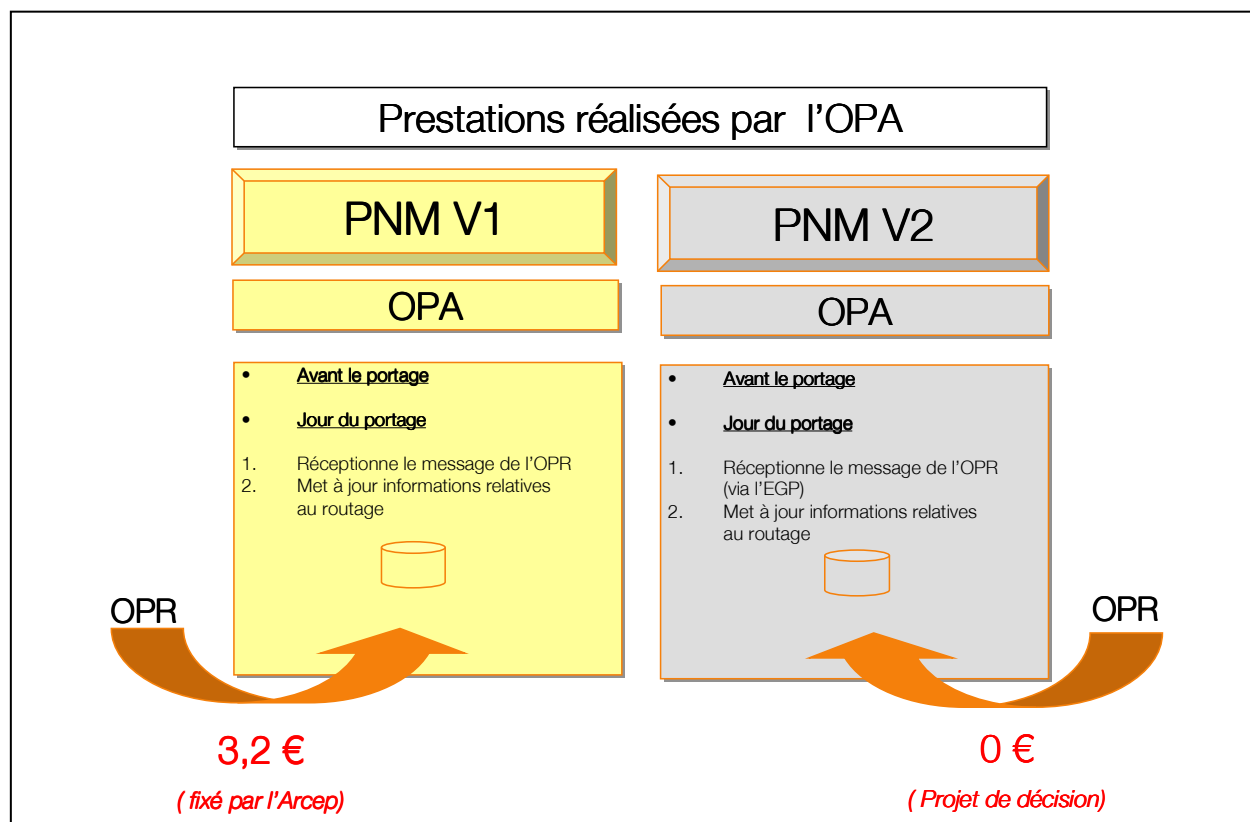 Prestations réalisées par l'OPA
PNM V1
OPA
• Avant le portage
• Jour du portage
1. Réceptionne le message de l'OPR
2. Met à jour informations relatives
au routage
OPR
3,2 €
( fixé par l'Arcep)
PNM V2
OPA
• Avant le portage
• Jour du portage
1. Réceptionne le message de l'OPR
(via l'EGP)
2. Met à jour informations relatives
au routage
OPR
0 €
( Projet de décision)